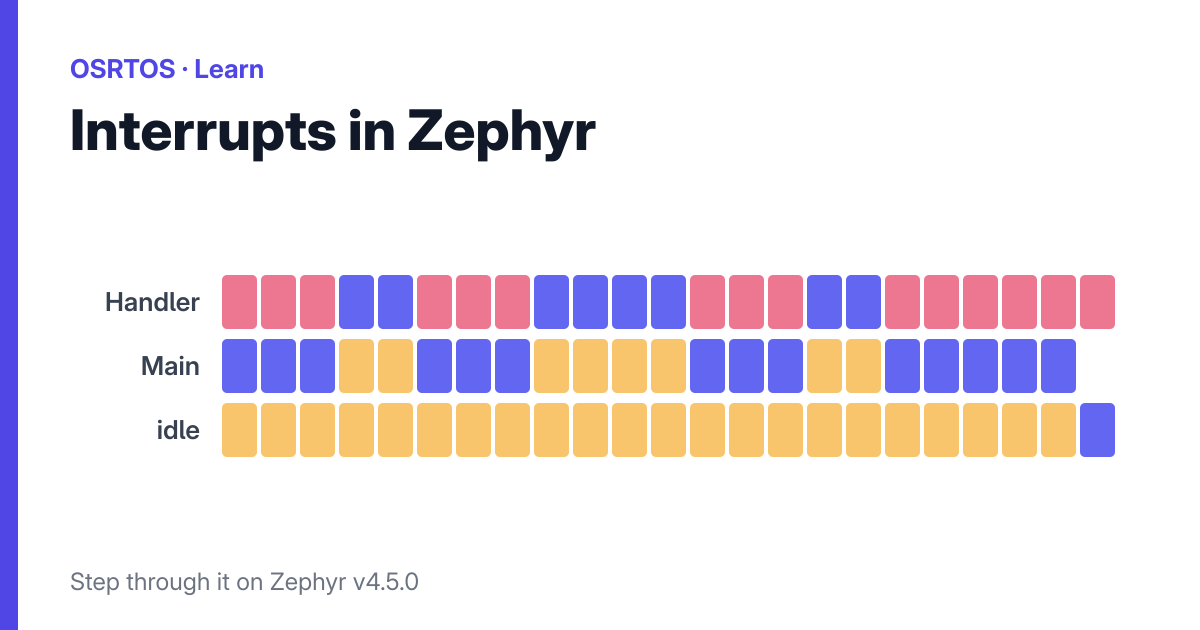 OSRTOS · Learn
Interrupts in Zephyr
Handler
Main
idle
Step through it on Zephyr v4.5.0